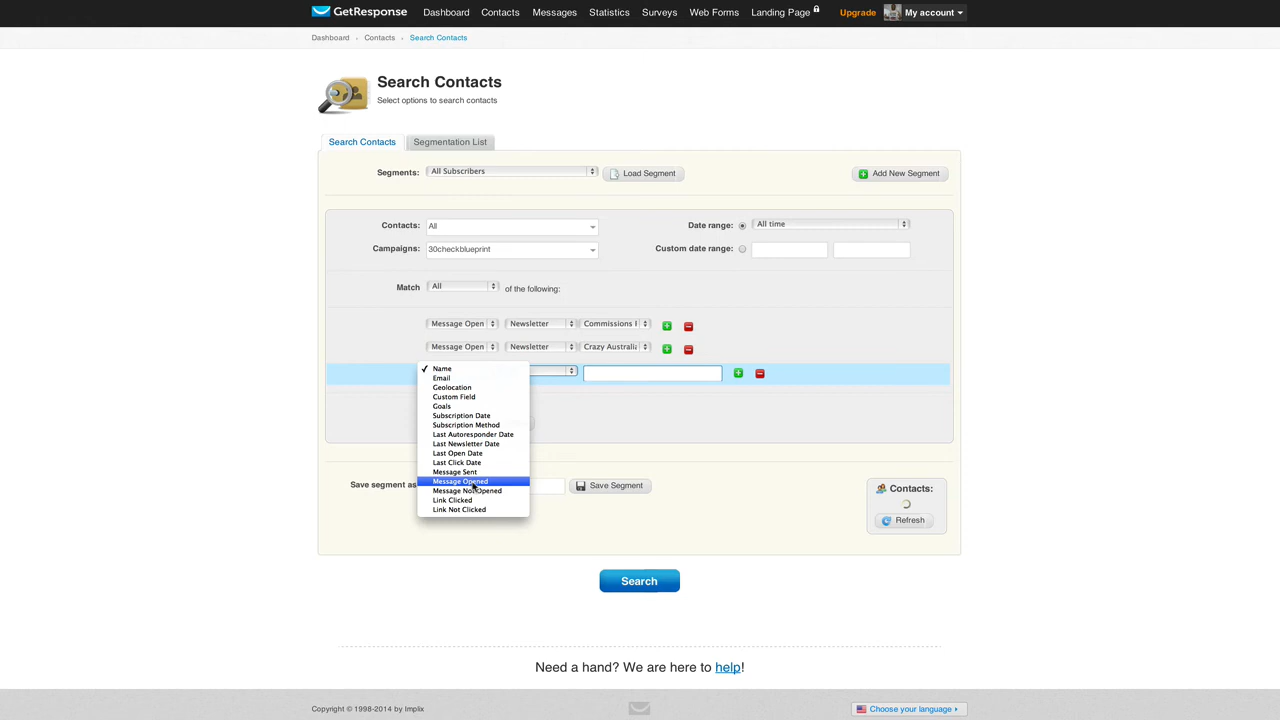 GetResponse Dashboard Contacts Messages Statistics Surveys Web Forms Landing Page Upgrade My account
Dashboard › Contacts › Search Contacts
Search Contacts
Select options to search contacts
Search Contacts Segmentation List
Segments: All Subscribers Load Segment Add New Segment
Contacts: All Date range: All time
Campaigns: 30checkblueprint Custom date range:
Match All of the following:
Message Open Newsletter Commissions
Message Open Newsletter Crazy Australia
✓ Name
Email
Geolocation
Custom Field
Goals
Subscription Date
Subscription Method
Last Autoresponder Date
Last Newsletter Date
Last Open Date
Last Click Date
Message Sent
Message Opened
Message Not Opened
Link Clicked
Link Not Clicked
Save segment as Save Segment
Contacts:
Refresh
Search
Need a hand? We are here to help!
Copyright © 1998-2014 by Implix Choose your language ›